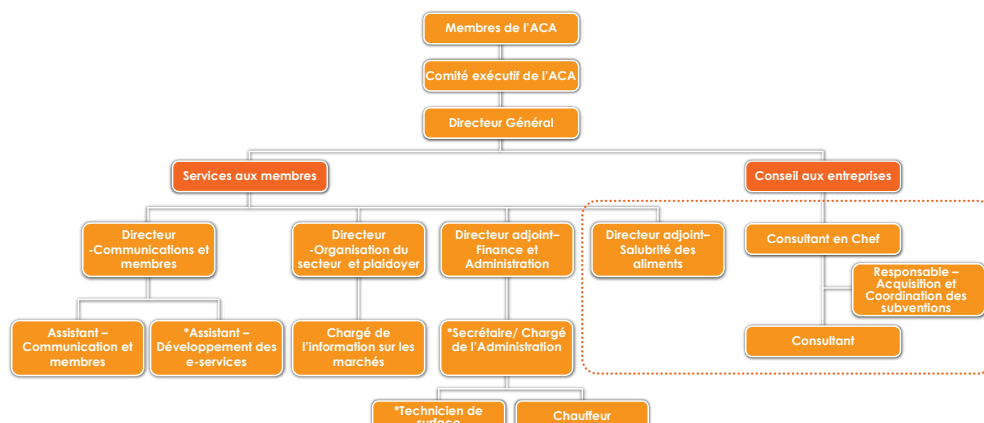 Membres de l'ACA
Comité exécutif de l'ACA
Directeur Général
Services aux membres
Conseil aux entreprises
Directeur
-Communications et
membres
Directeur
-Organisation du
secteur et plaidoyer
Directeur adjoint–
Finance et
Administration
Directeur adjoint–
Salubrité des
aliments
Consultant en Chef
Responsable –
Acquisition et
Coordination des
subventions
Assistant –
Communication et
membres
*Assistant –
Développement des
e-services
Chargé de
l'information sur les
marchés
*Secrétaire/ Chargé
de l'Administration
Consultant
*Technicien de
surface
Chauffeur